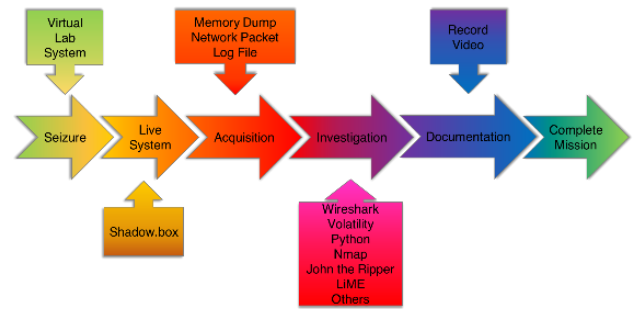 Virtual
Lab
System
Memory Dump
Network Packet
Log File
Record
Video
Seizure
Live
System
Acquisition
Investigation
Documentation
Complete
Mission
Shadow.box
Wireshark
Volatility
Python
Nmap
John the Ripper
LiME
Others